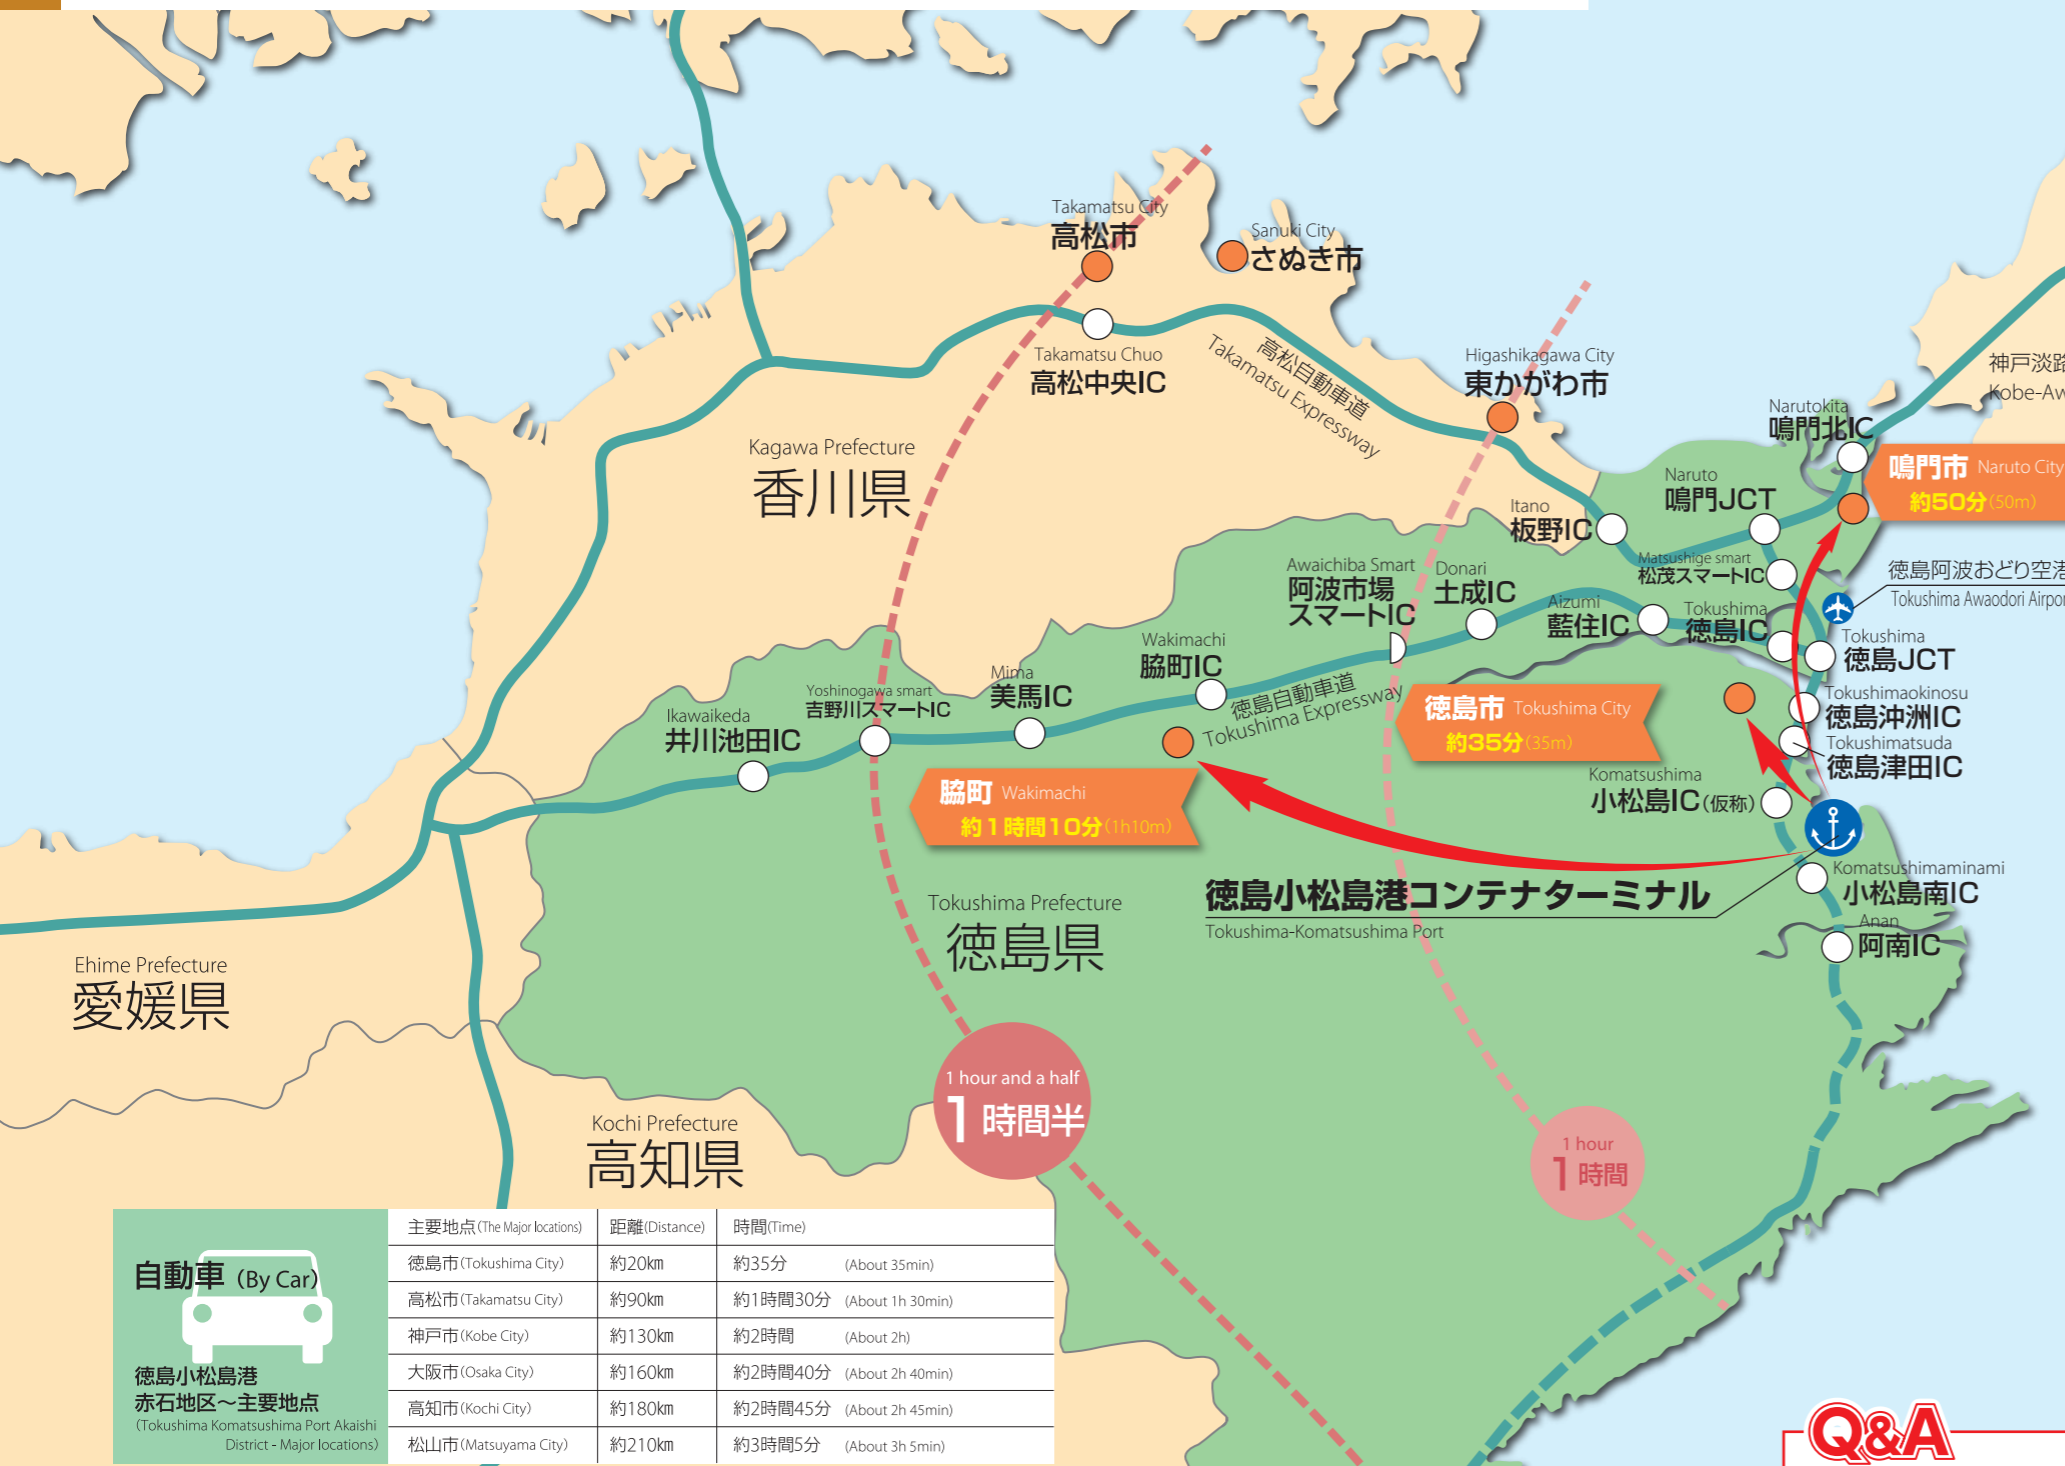 Takamatsu City
高松市
Sanuki City
さぬき市
Takamatsu Chuo
高松中央IC
高松自動車道
Takamatsu Expressway
Higashikagawa City
東かがわ市
神戸淡路
Kobe-Aw
Narutokita
鳴門北IC
鳴門市 Naruto City
約50分(50m)
Kagawa Prefecture
香川県
Naruto
鳴門JCT
Itano
板野IC
Matsushige smart
松茂スマートIC
徳島阿波おどり空港
Tokushima Awaodori Airpor
Awaichiba Smart
阿波市場
スマートIC
Donari
土成IC
Aizumi
藍住IC
Tokushima
徳島IC
Tokushima
徳島JCT
Wakimachi
脇町IC
Mima
美馬IC
Yoshinogawa smart
吉野川スマートIC
Ikawaikeda
井川池田IC
徳島自動車道
Tokushima Expressway
徳島市 Tokushima City
約35分(35m)
Tokushimaokinosu
徳島沖洲IC
Tokushimatsuda
徳島津田IC
Komatsushima
小松島IC(仮称)
脇町 Wakimachi
約1時間10分(1h10m)
Komatsushimaminami
小松島南IC
徳島小松島港コンテナターミナル
Tokushima-Komatsushima Port
Anan
阿南IC
Tokushima Prefecture
徳島県
Ehime Prefecture
愛媛県
1 hour and a half
1時間半
Kochi Prefecture
高知県
1 hour
1時間
自動車 (By Car)
徳島小松島港
赤石地区～主要地点
(Tokushima Komatsushima Port Akaishi
District - Major locations)
主要地点(The Major locations) 距離(Distance) 時間(Time)
徳島市(Tokushima City) 約20km 約35分 (About 35min)
高松市(Takamatsu City) 約90km 約1時間30分 (About 1h 30min)
神戸市(Kobe City) 約130km 約2時間 (About 2h)
大阪市(Osaka City) 約160km 約2時間40分 (About 2h 40min)
高知市(Kochi City) 約180km 約2時間45分 (About 2h 45min)
松山市(Matsuyama City) 約210km 約3時間5分 (About 3h 5min)
Q&A